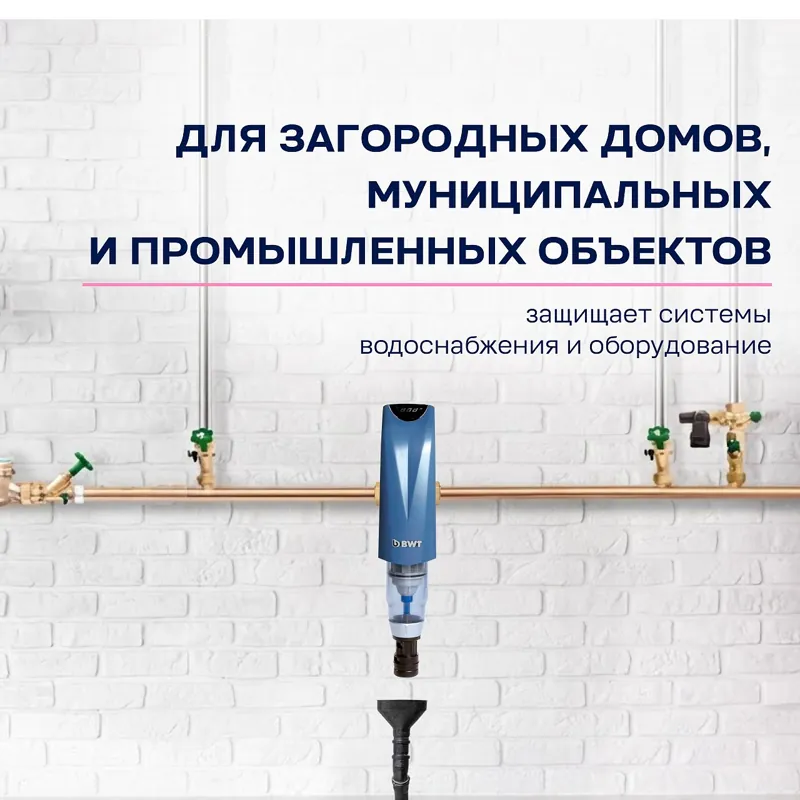 ДЛЯ ЗАГОРОДНЫХ ДОМОВ,
МУНИЦИПАЛЬНЫХ
И ПРОМЫШЛЕННЫХ ОБЪЕКТОВ
защищает системы
водоснабжения и оборудование
BWT